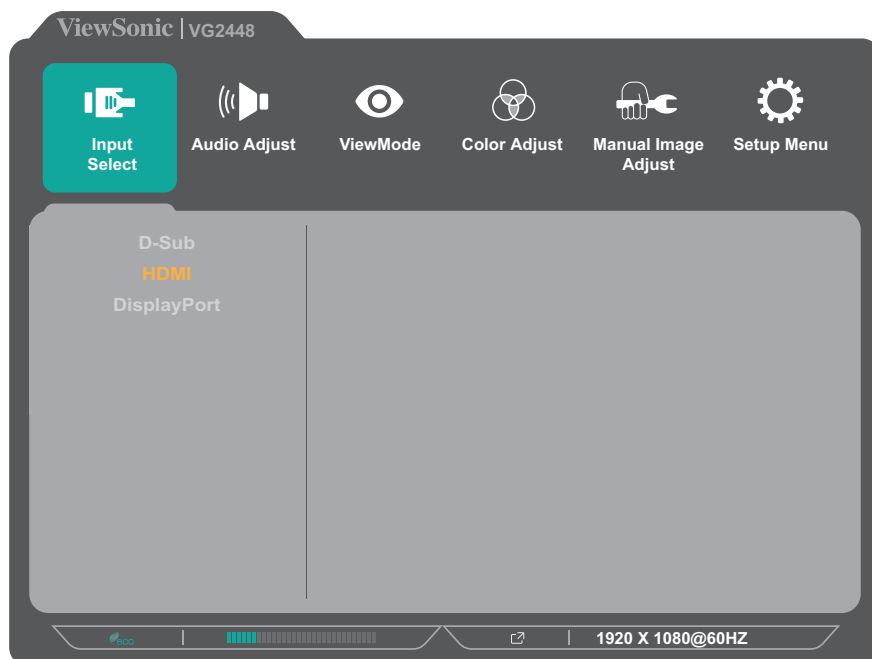 ViewSonic | VG2448
Input
Select
Audio Adjust
ViewMode
Color Adjust
Manual Image
Adjust
Setup Menu
D-Sub
HDMI
DisplayPort
eco
1920 X 1080@60HZ